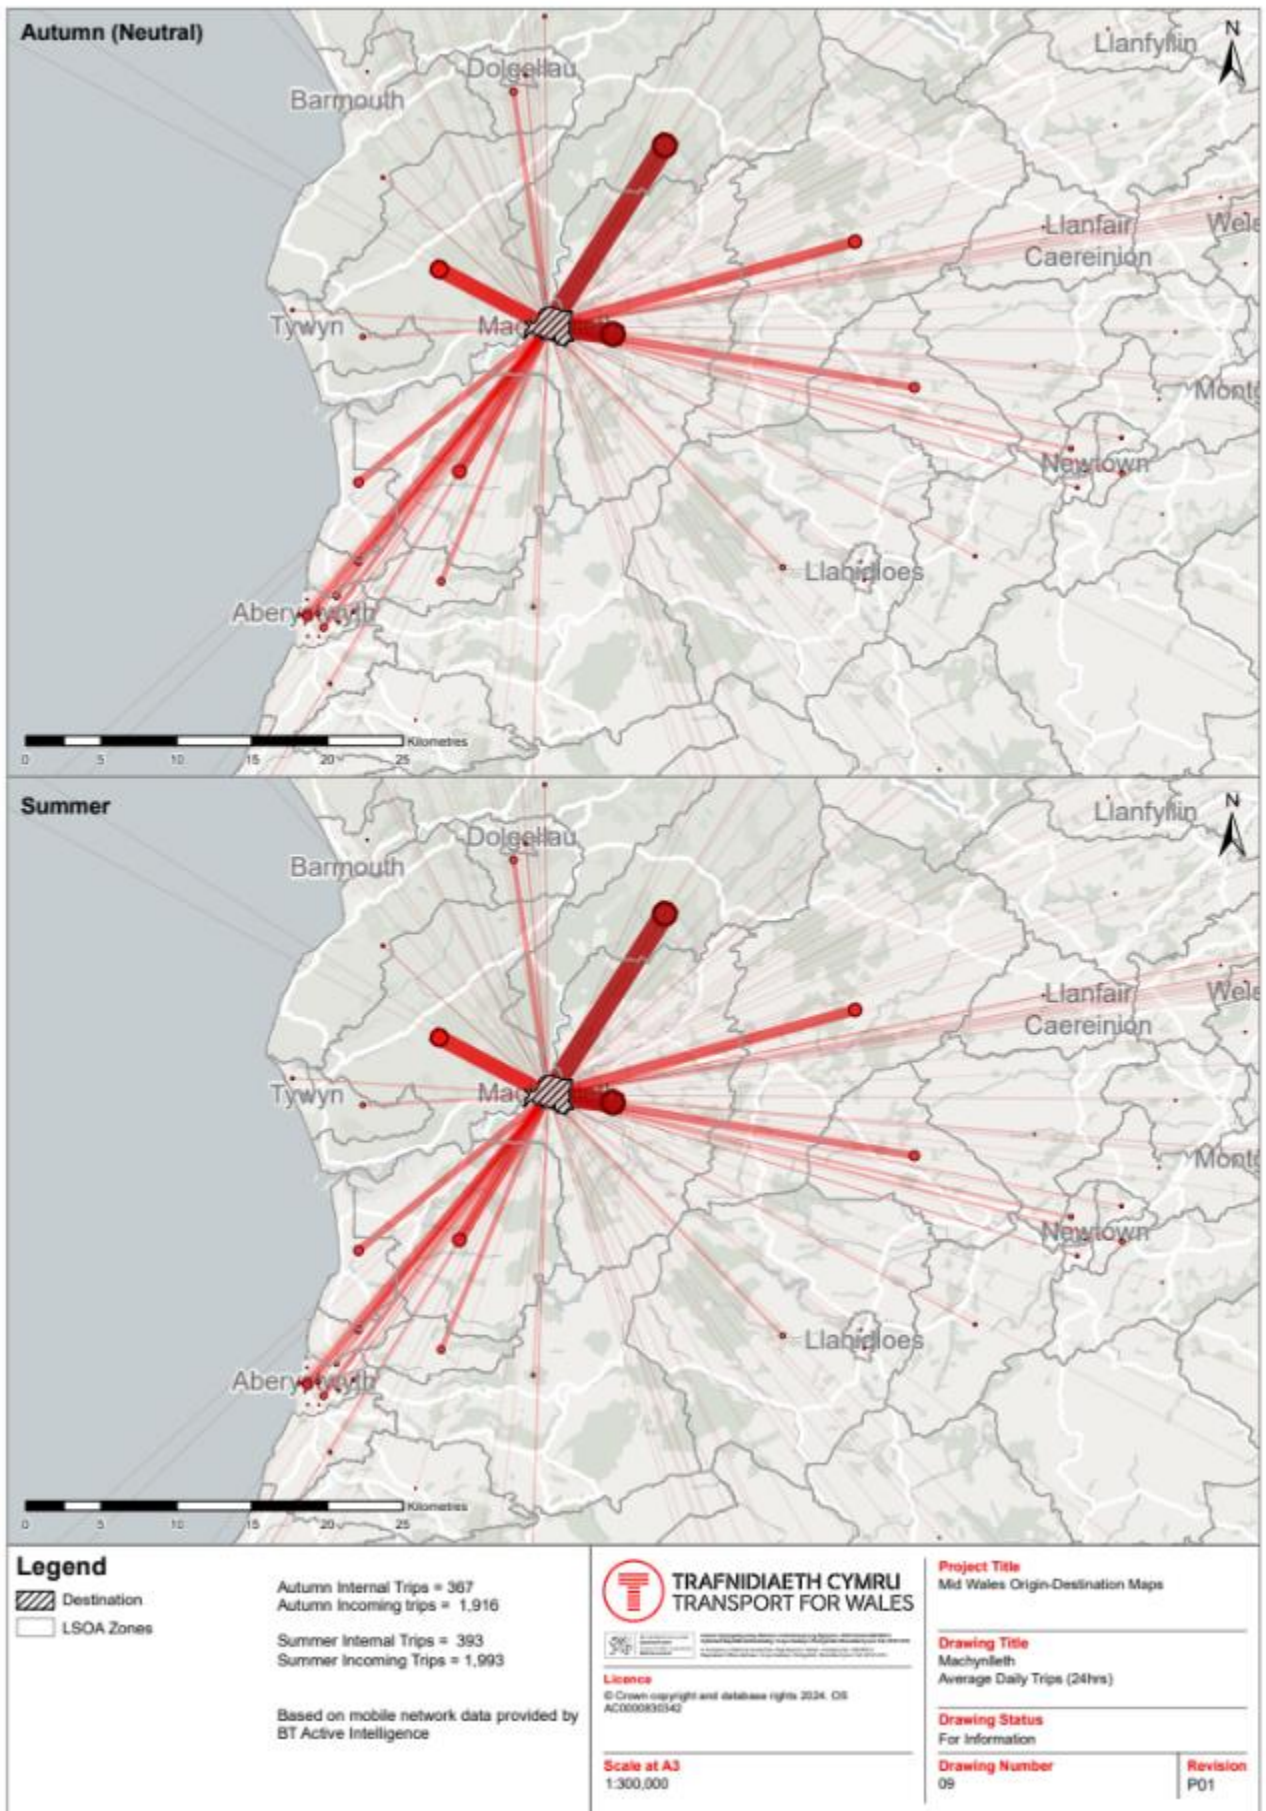 Autumn (Neutral)
N
Llanfyllin
Dolgellau
Barmouth
Llanfair
Caereinion
Wels
Tywyn
Mac
Montg
Newtown
Llanidloes
Aberystwyth
Kilometres
0 5 10 15 20 25
Summer
N
Llanfyllin
Dolgellau
Barmouth
Llanfair
Caereinion
Wels
Tywyn
Mac
Montg
Newtown
Llanidloes
Aberystwyth
Kilometres
0 5 10 15 20 25
Legend
Destination
LSOA Zones
Autumn Internal Trips = 367
Autumn Incoming trips = 1,916
Summer Internal Trips = 393
Summer Incoming Trips = 1,993
Based on mobile network data provided by
BT Active Intelligence
TRAFNIDIAETH CYMRU
TRANSPORT FOR WALES
Licence
© Crown copyright and database rights 2024. OS
AC0000830342
Scale at A3
1:300,000
Project Title
Mid Wales Origin-Destination Maps
Drawing Title
Machynlleth
Average Daily Trips (24hrs)
Drawing Status
For Information
Drawing Number
09
Revision
P01